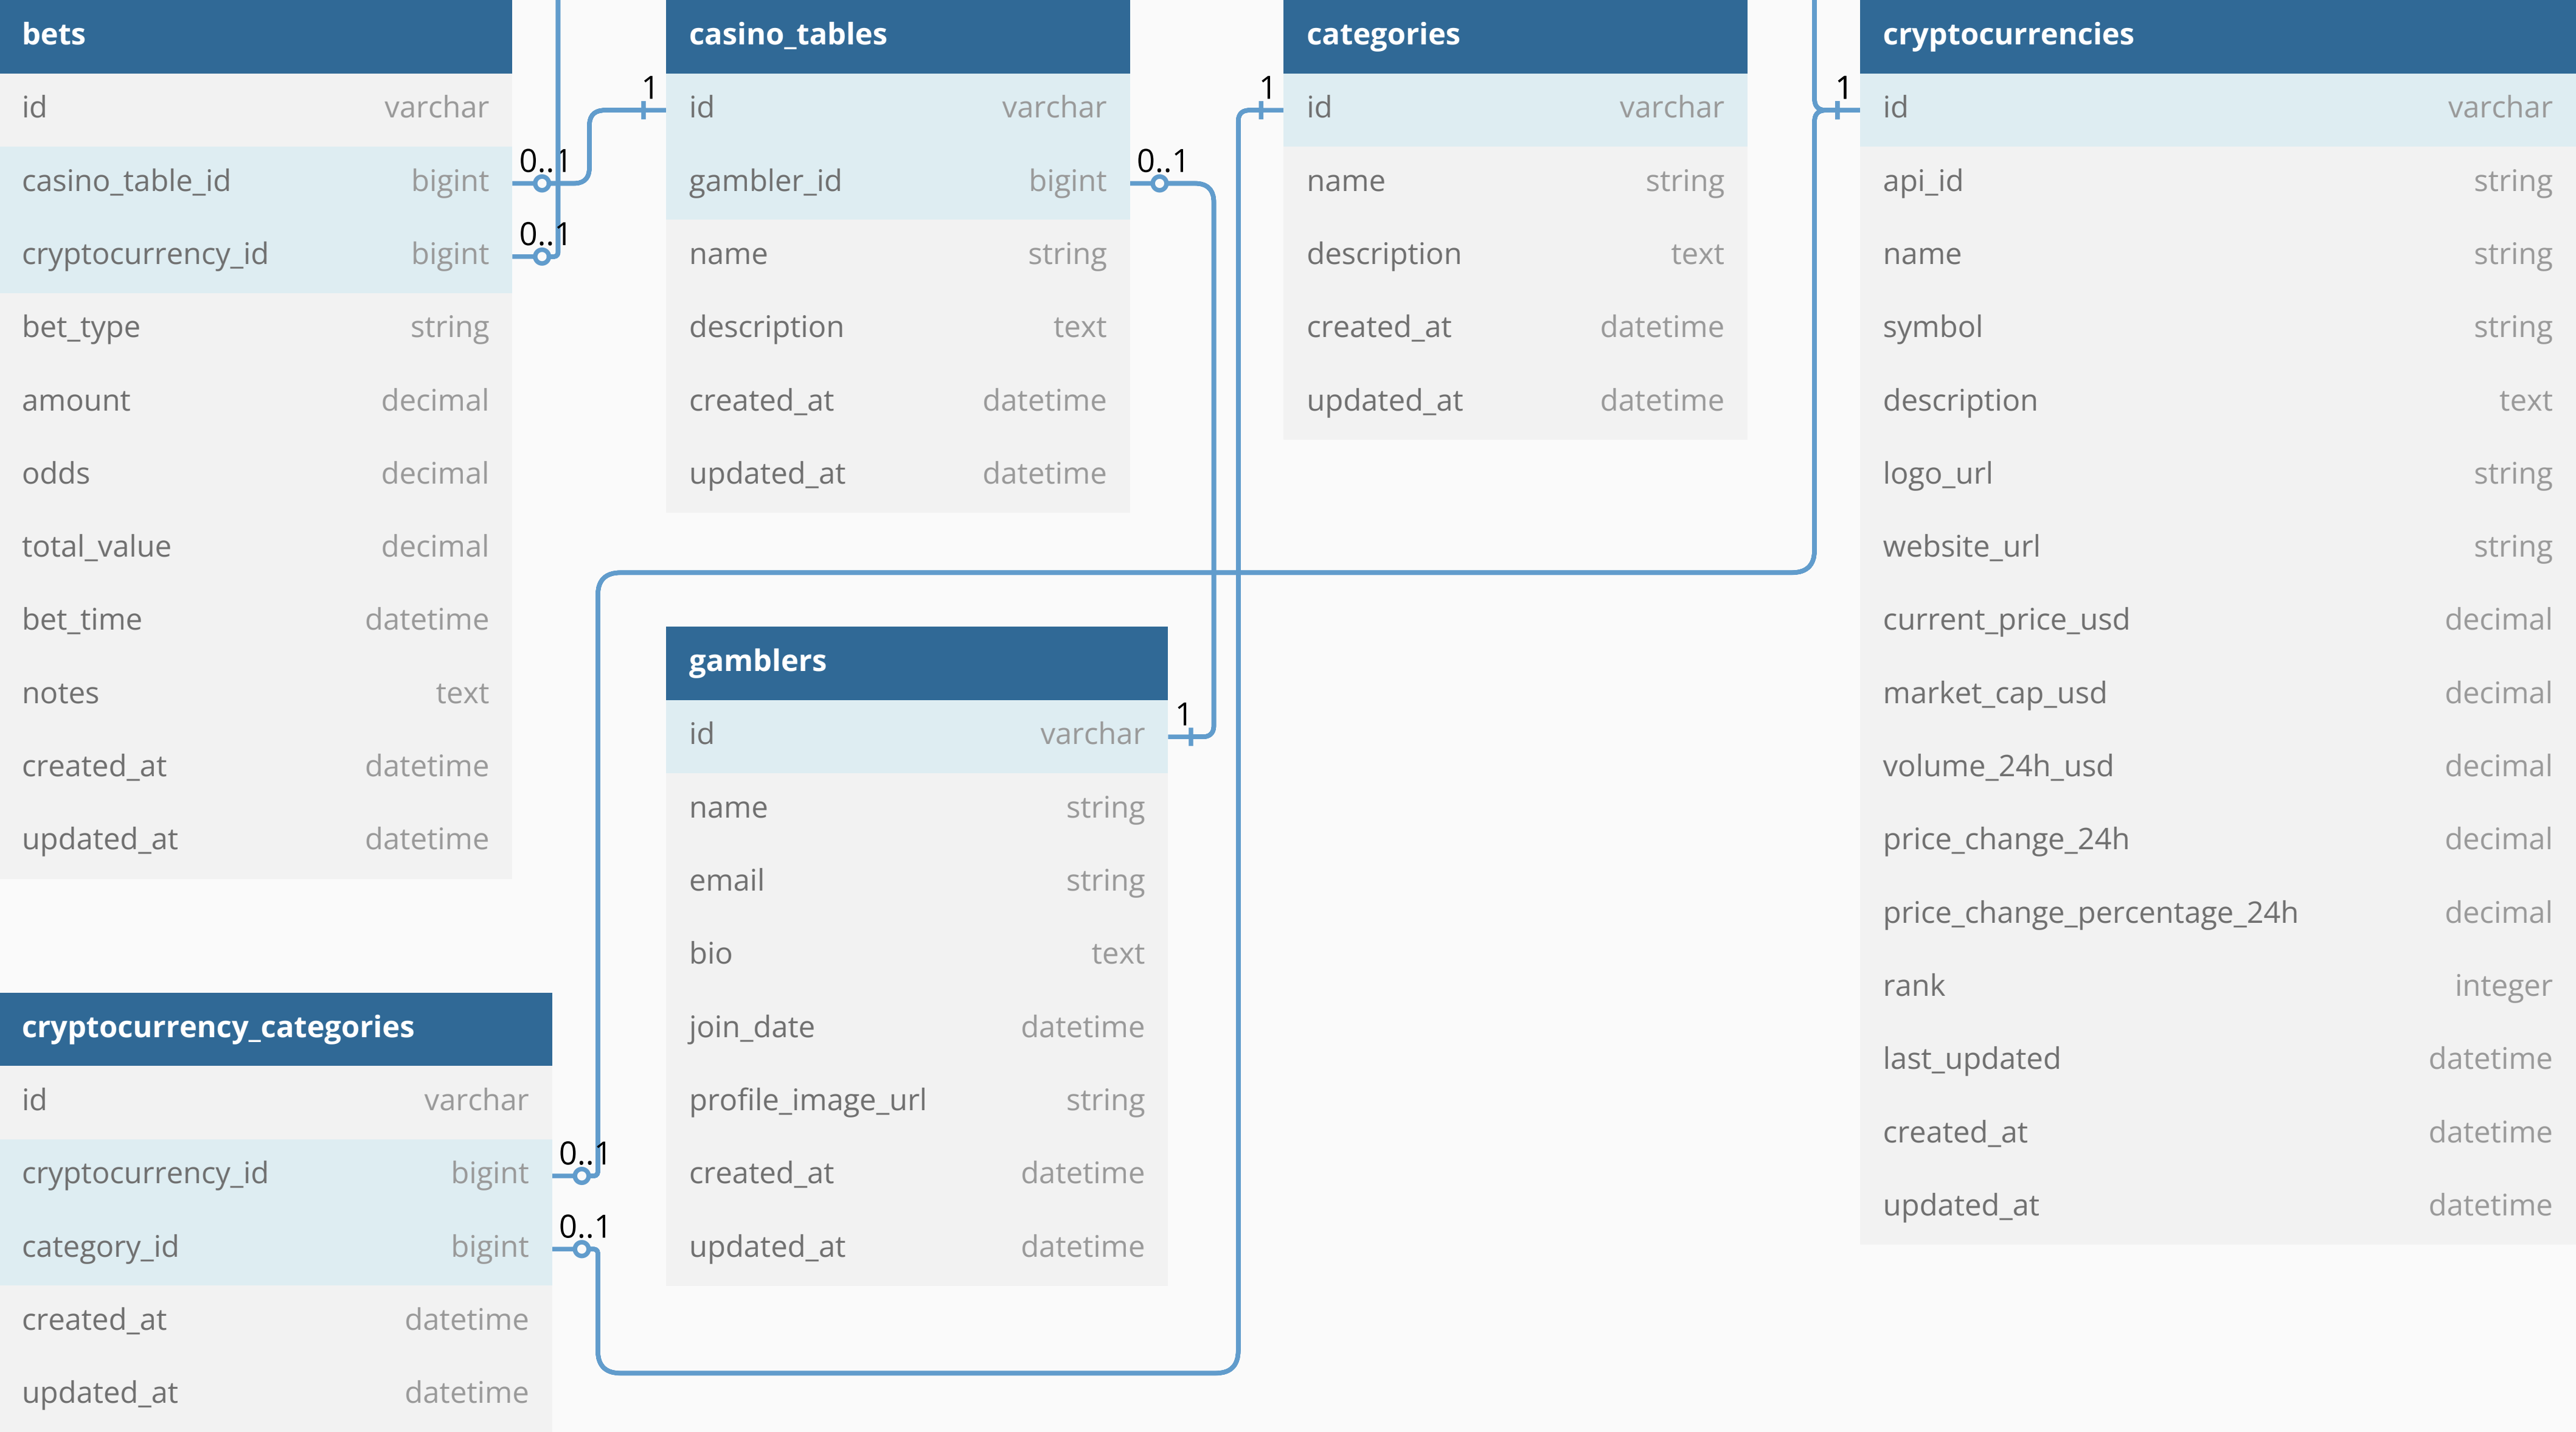 bets
id varchar
casino_table_id bigint
cryptocurrency_id bigint
bet_type string
amount decimal
odds decimal
total_value decimal
bet_time datetime
notes text
created_at datetime
updated_at datetime
0..1
0..1
1
casino_tables
id varchar
gambler_id bigint
name string
description text
created_at datetime
updated_at datetime
0..1
1
categories
id varchar
name string
description text
created_at datetime
updated_at datetime
1
cryptocurrencies
id varchar
api_id string
name string
symbol string
description text
logo_url string
website_url string
current_price_usd decimal
market_cap_usd decimal
volume_24h_usd decimal
price_change_24h decimal
price_change_percentage_24h decimal
rank integer
last_updated datetime
created_at datetime
updated_at datetime
gamblers
id varchar
name string
email string
bio text
join_date datetime
profile_image_url string
created_at datetime
updated_at datetime
1
cryptocurrency_categories
id varchar
cryptocurrency_id bigint
category_id bigint
created_at datetime
updated_at datetime
0..1
0..1